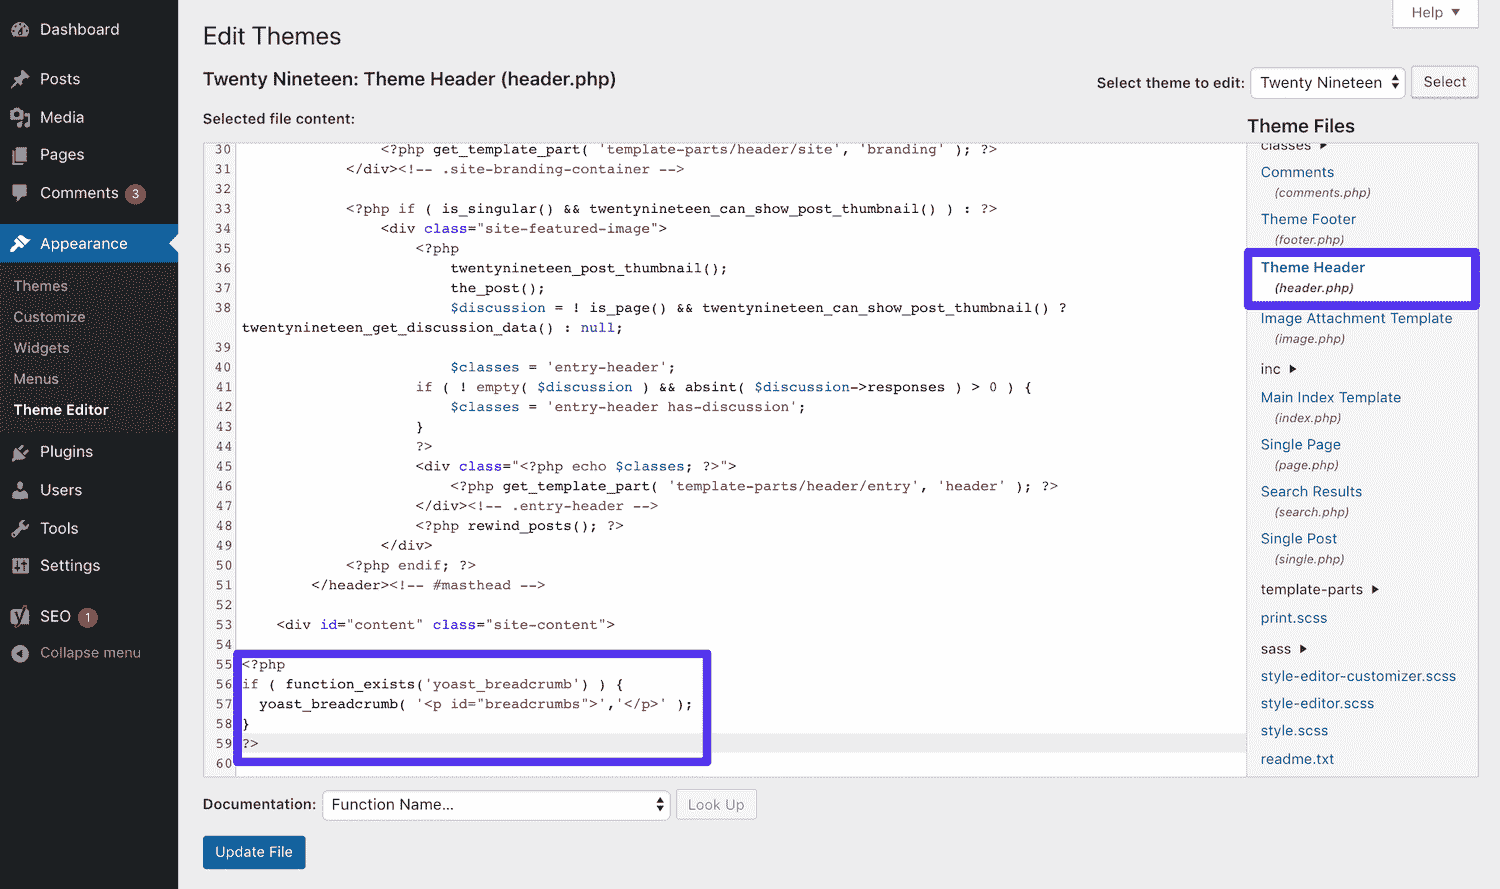 Dashboard
Posts
Media
Pages
Comments 3
Appearance
Themes
Customize
Widgets
Menus
Theme Editor
Plugins
Users
Tools
Settings
SEO 1
Collapse menu
Help ▼
Edit Themes
Twenty Nineteen: Theme Header (header.php)
Select theme to edit: Twenty Nineteen Select
Selected file content:
30 <?php get_template_part( 'template-parts/header/site', 'branding' ); ?>
31 </div><!-- .site-branding-container -->
32
33 <?php if ( is_singular() && twentynineteen_can_show_post_thumbnail() ) : ?>
34 <div class="site-featured-image">
35 <?php
36 twentynineteen_post_thumbnail();
37 the_post();
38 $discussion = ! is_page() && twentynineteen_can_show_post_thumbnail() ?
twentynineteen_get_discussion_data() : null;
39
40 $classes = 'entry-header';
41 if ( ! empty( $discussion ) && absint( $discussion->responses ) > 0 ) {
42 $classes = 'entry-header has-discussion';
43 }
44 ?>
45 <div class="<?php echo $classes; ?>">
46 <?php get_template_part( 'template-parts/header/entry', 'header' ); ?>
47 </div><!-- .entry-header -->
48 <?php rewind_posts(); ?>
49 </div>
50 <?php endif; ?>
51 </header><!-- #masthead -->
52
53 <div id="content" class="site-content">
54
55 <?php
56 if ( function_exists('yoast_breadcrumb') ) {
57 yoast_breadcrumb( '<p id="breadcrumbs">','</p>' );
58 }
59 ?>
60
Theme Files
classes ▶
Comments
(comments.php)
Theme Footer
(footer.php)
Theme Header
(header.php)
Image Attachment Template
(image.php)
inc ▶
Main Index Template
(index.php)
Single Page
(page.php)
Search Results
(search.php)
Single Post
(single.php)
template-parts ▶
print.scss
sass ▶
style-editor-customizer.scss
style-editor.scss
style.scss
readme.txt
Documentation: Function Name... Look Up
Update File